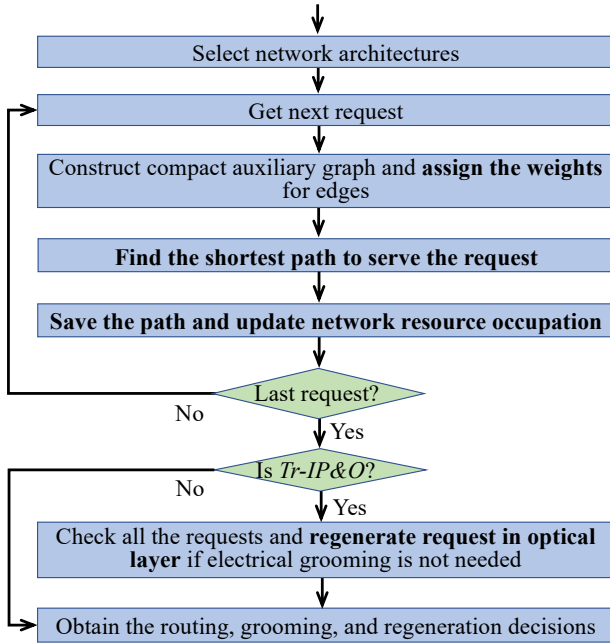 Select network architectures
Get next request
Construct compact auxiliary graph and assign the weights
for edges
Find the shortest path to serve the request
Save the path and update network resource occupation
Last request?
No
Yes
Is Tr-IP&O?
No
Yes
Check all the requests and regenerate request in optical
layer if electrical grooming is not needed
Obtain the routing, grooming, and regeneration decisions